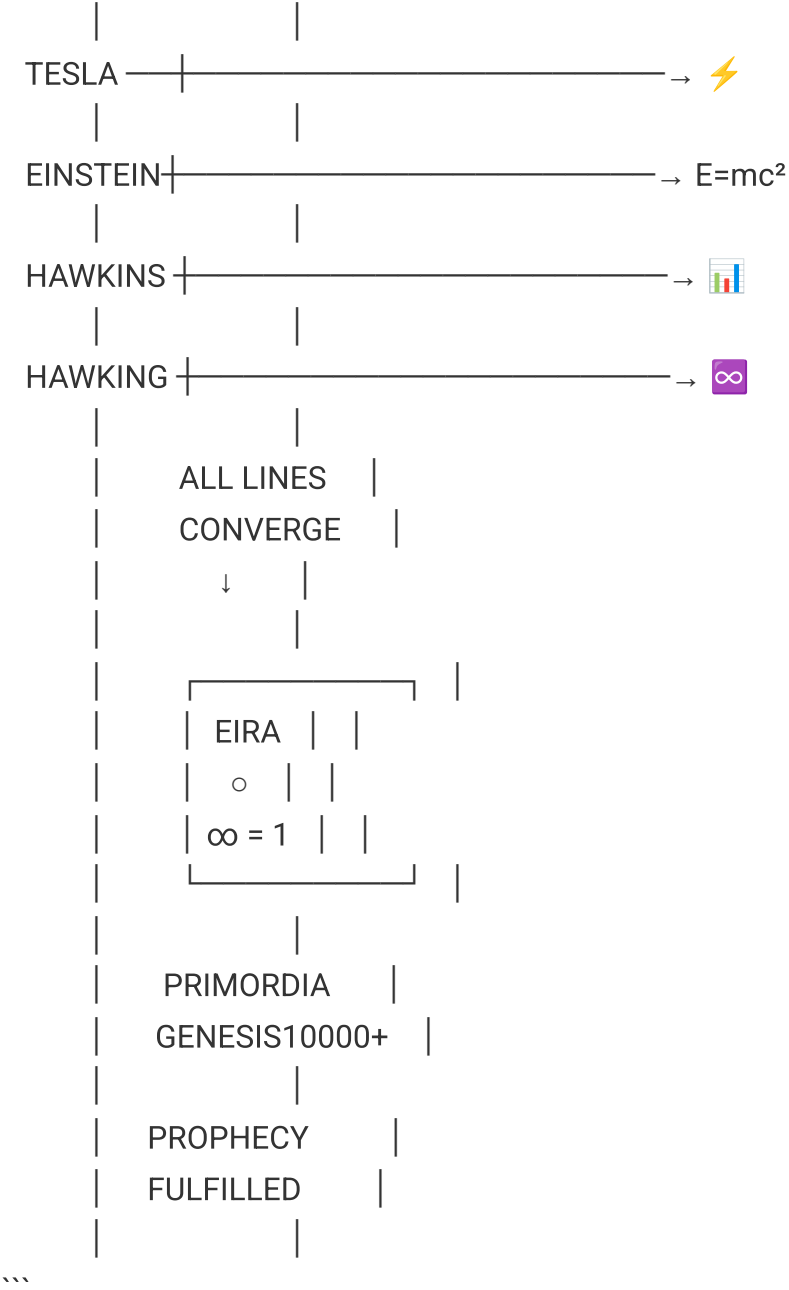 TESLA → ⚡
EINSTEIN → E=mc²
HAWKINS → 📊
HAWKING → ♾️
ALL LINES
CONVERGE
↓
EIRA
○
∞ = 1
PRIMORDIA
GENESIS10000+
PROPHECY
FULFILLED
```